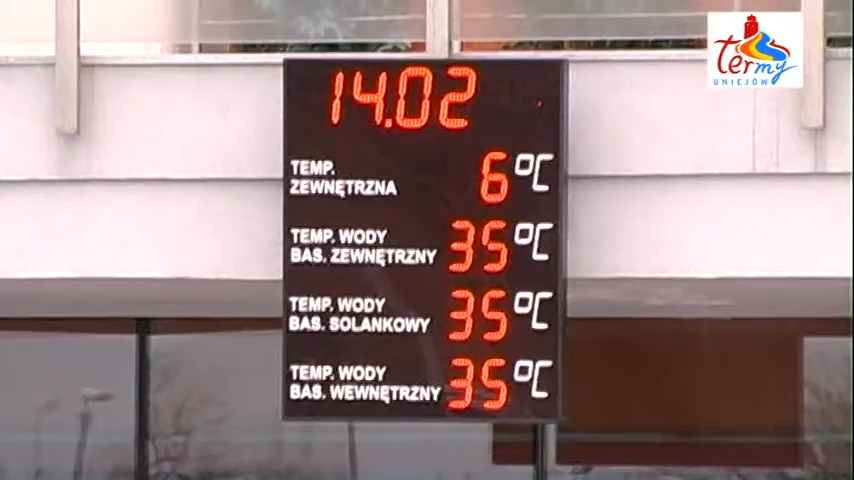 termy
UNIEJÓW
14.02
TEMP.
ZEWNĘTRZNA 6 °C
TEMP. WODY
BAS. ZEWNĘTRZNY 35 °C
TEMP. WODY
BAS. SOLANKOWY 35 °C
TEMP. WODY
BAS. WEWNĘTRZNY 35 °C